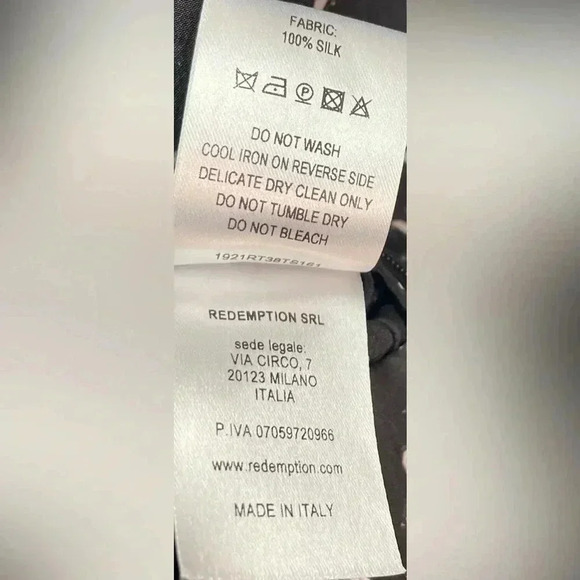 FABRIC:
100% SILK
DO NOT WASH
COOL IRON ON REVERSE SIDE
DELICATE DRY CLEAN ONLY
DO NOT TUMBLE DRY
DO NOT BLEACH
REDEMPTION SRL
sede legale:
VIA CIRCO, 7
20123 MILANO
ITALIA
P.IVA 07059720966
www.redemption.com
MADE IN ITALY